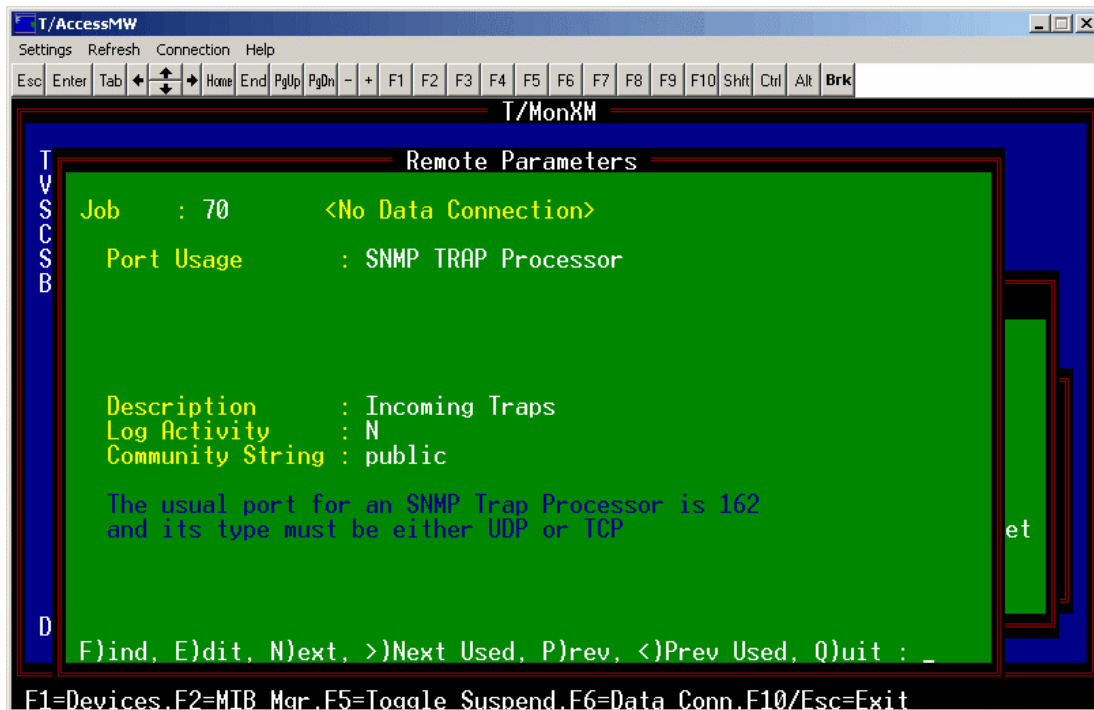 T/AccessMW
Settings Refresh Connection Help
Esc Enter Tab Home End PgUp PgDn - + F1 F2 F3 F4 F5 F6 F7 F8 F9 F10 Shft Ctrl Alt Brk
T/MonXM
T
Remote Parameters
V
S
Job : 70 <No Data Connection>
C
S
Port Usage : SNMP TRAP Processor
B
Description : Incoming Traps
Log Activity : N
Community String : public
The usual port for an SNMP Trap Processor is 162
and its type must be either UDP or TCP
et
D
F)ind, E)dit, N)ext, >)Next Used, P)rev, <)Prev Used, Q)uit : _
F1=Devices,F2=MIB Mgr,F5=Toggle Suspend,F6=Data Conn,F10/Esc=Exit